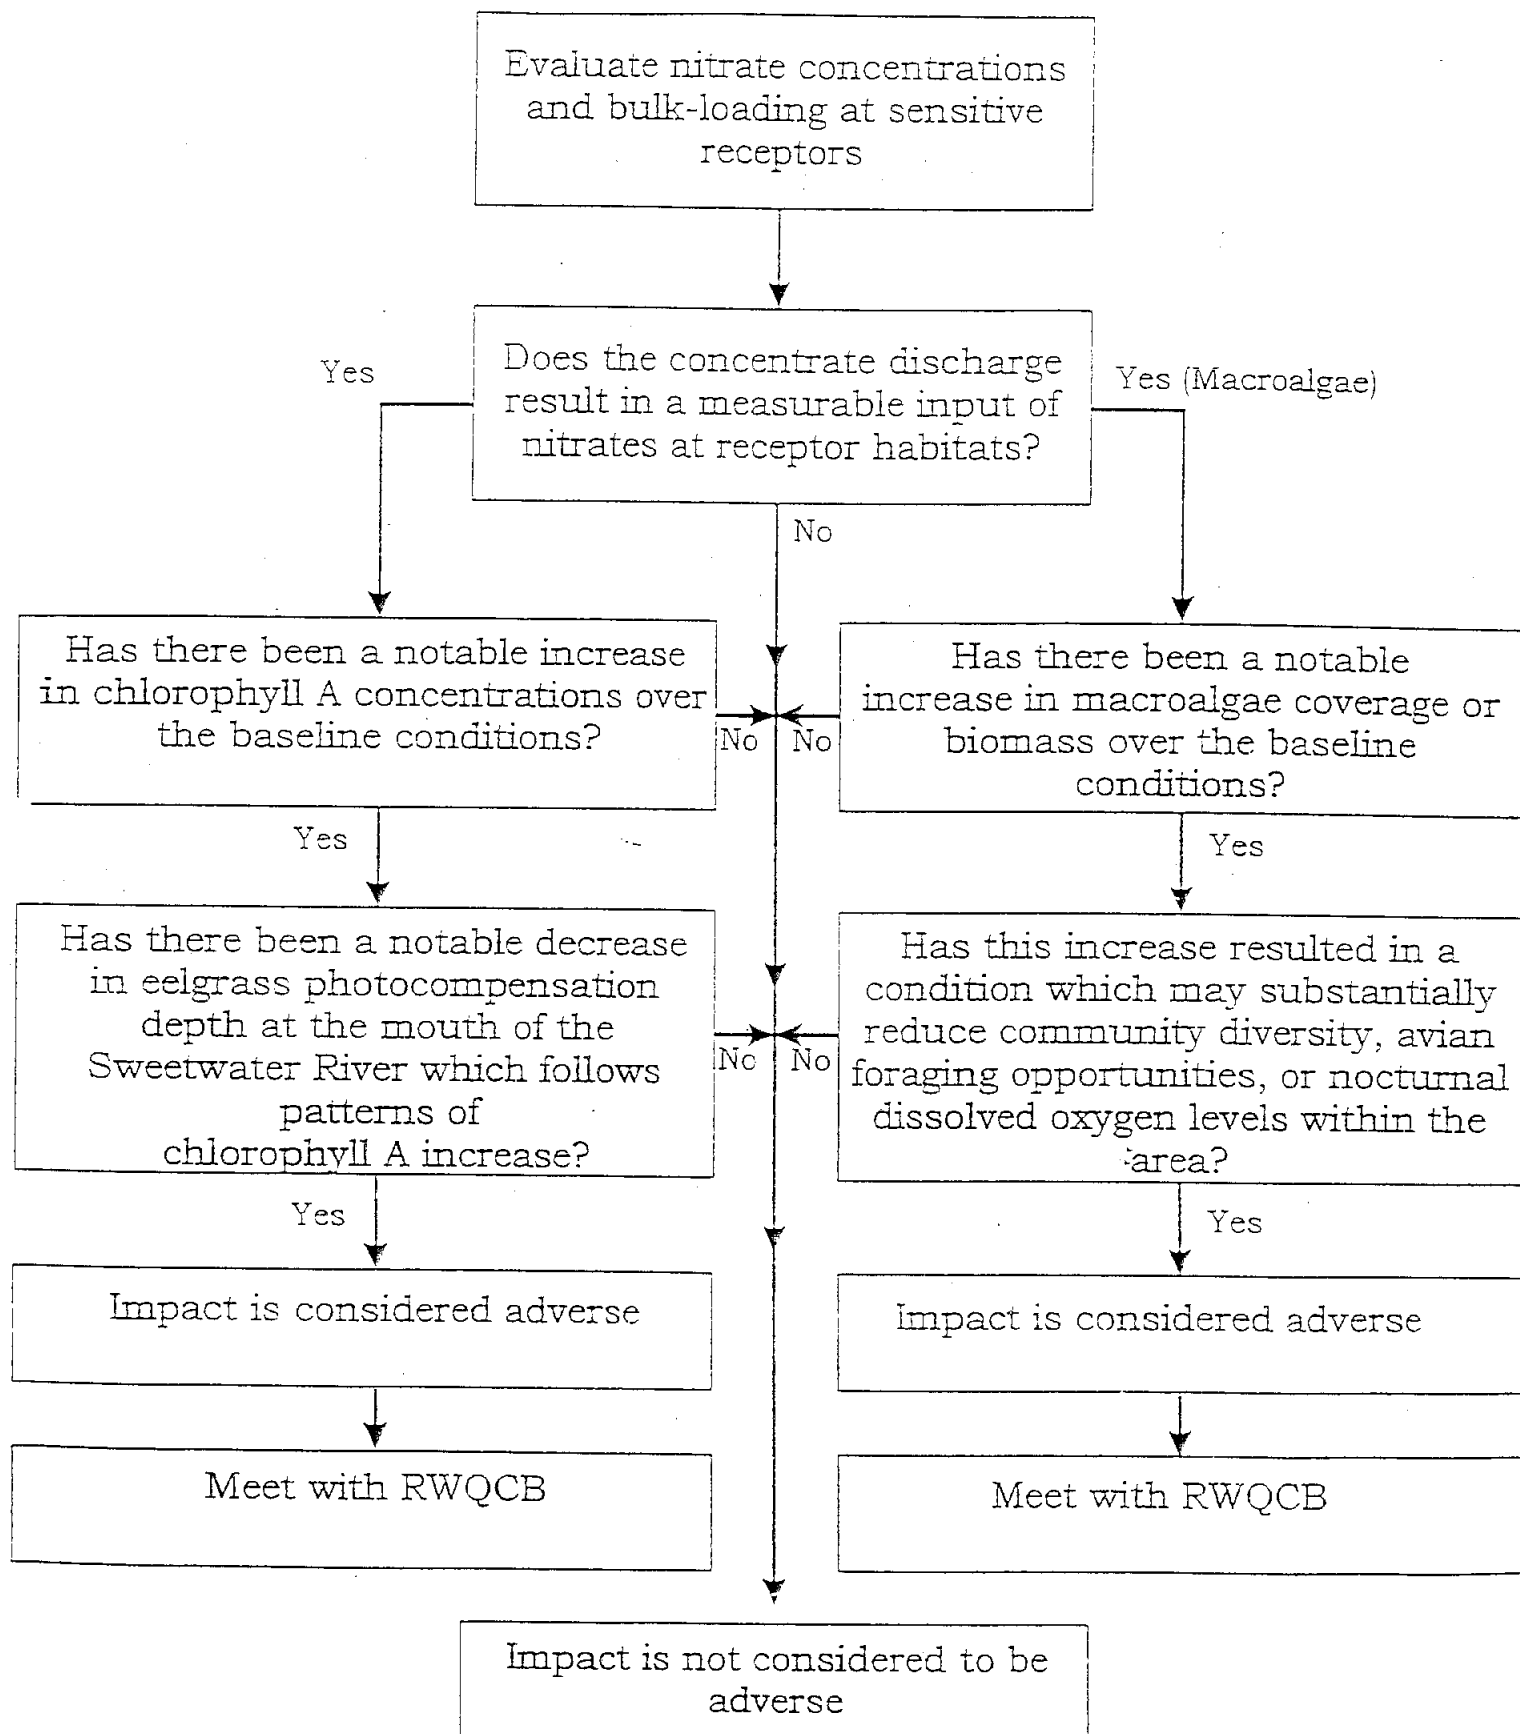 Evaluate nitrate concentrations
and bulk-loading at sensitive
receptors
Does the concentrate discharge
result in a measurable input of
nitrates at receptor habitats?
Yes
Yes (Macroalgae)
No
Has there been a notable increase
in chlorophyll A concentrations over
the baseline conditions?
No
No
Has there been a notable
increase in macroalgae coverage or
biomass over the baseline
conditions?
Yes
Yes
Has there been a notable decrease
in eelgrass photocompensation
depth at the mouth of the
Sweetwater River which follows
patterns of
chlorophyll A increase?
No
No
Has this increase resulted in a
condition which may substantially
reduce community diversity, avian
foraging opportunities, or nocturnal
dissolved oxygen levels within the
area?
Yes
Yes
Impact is considered adverse
Impact is considered adverse
Meet with RWQCB
Meet with RWQCB
Impact is not considered to be
adverse